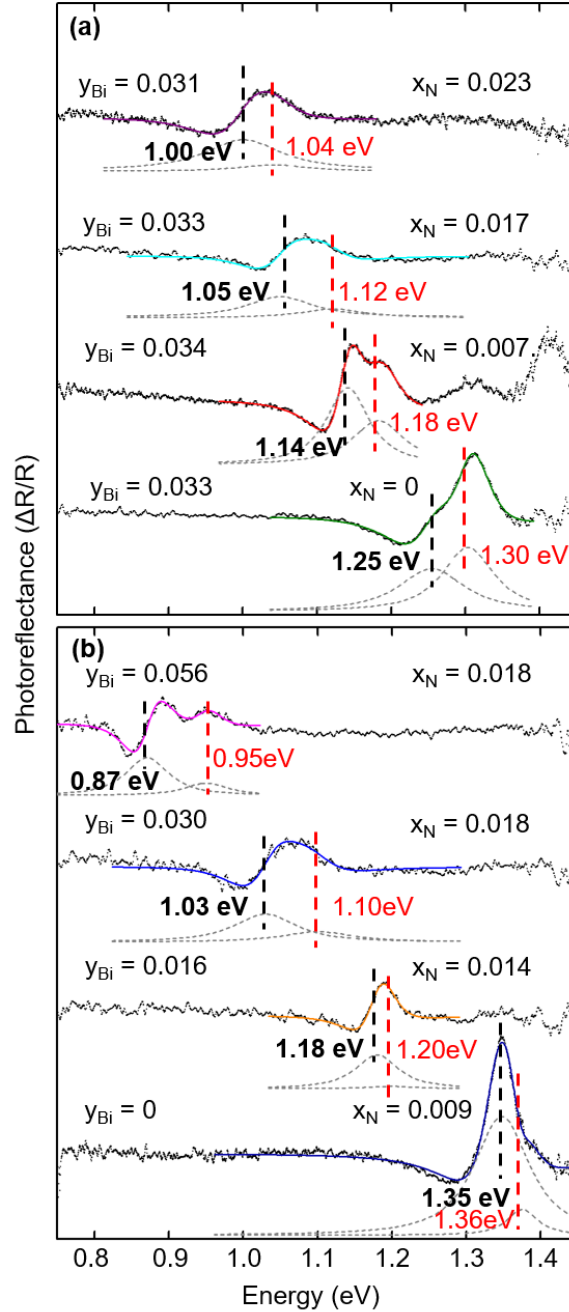 (a)
y_Bi = 0.031 x_N = 0.023
1.00 eV 1.04 eV
y_Bi = 0.033 x_N = 0.017
1.05 eV 1.12 eV
y_Bi = 0.034 x_N = 0.007
1.14 eV 1.18 eV
y_Bi = 0.033 x_N = 0
1.25 eV 1.30 eV
Photoreflectance (ΔR/R)
(b)
y_Bi = 0.056 x_N = 0.018
0.87 eV 0.95eV
y_Bi = 0.030 x_N = 0.018
1.03 eV 1.10eV
y_Bi = 0.016 x_N = 0.014
1.18 eV 1.20eV
y_Bi = 0 x_N = 0.009
1.35 eV
1.36eV
0.8 0.9 1.0 1.1 1.2 1.3 1.4
Energy (eV)